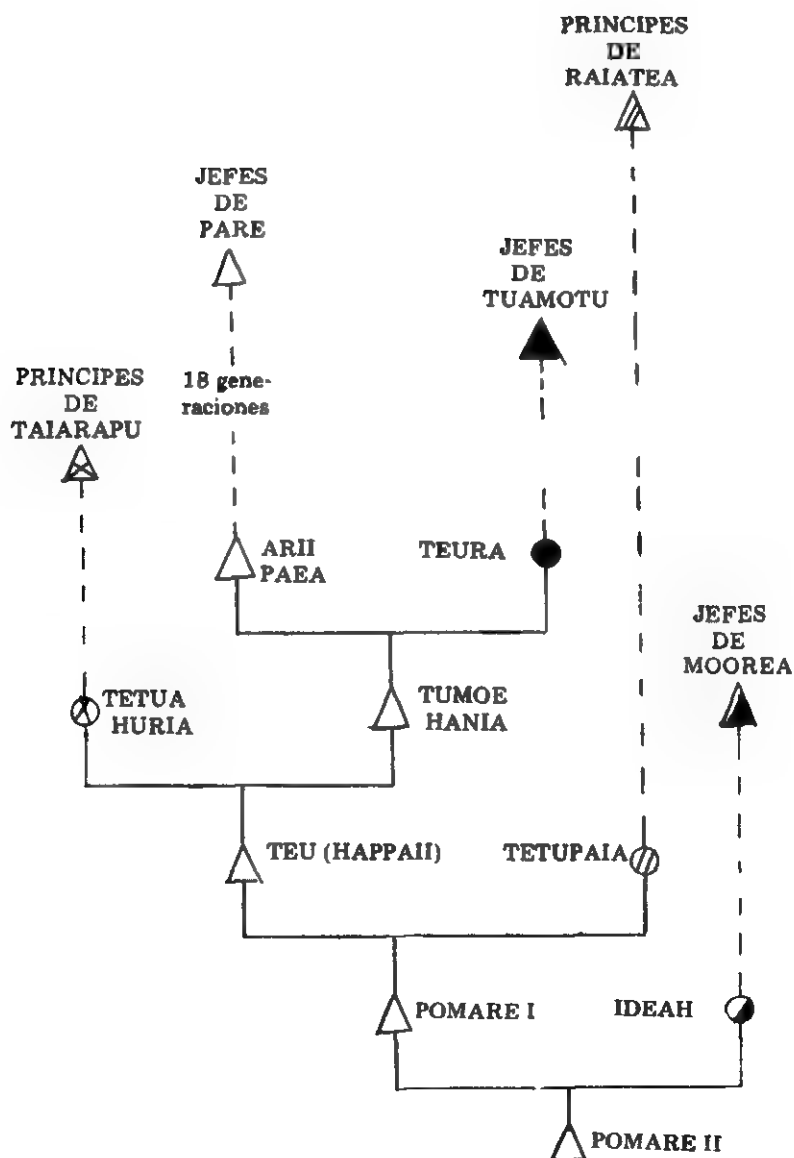 PRINCIPES
DE
RAIATEA
JEFES
DE
PARE
JEFES
DE
TUAMOTU
18 gene-
raciones
PRINCIPES
DE
TAIARAPU
ARII
PAEA
TEURA
JEFES
DE
MOOREA
TETUA
HURIA
TUMOE
HANIA
TEU (HAPPAII)
TETUPAIA
POMARE I
IDEAH
POMARE II